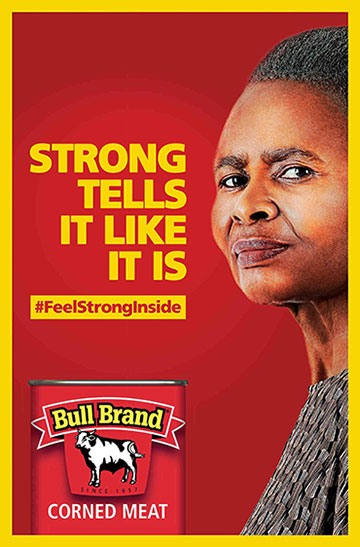 STRONG
TELLS
IT LIKE
IT IS
#FeelStrongInside
Bull Brand
SINCE 1957
CORNED MEAT